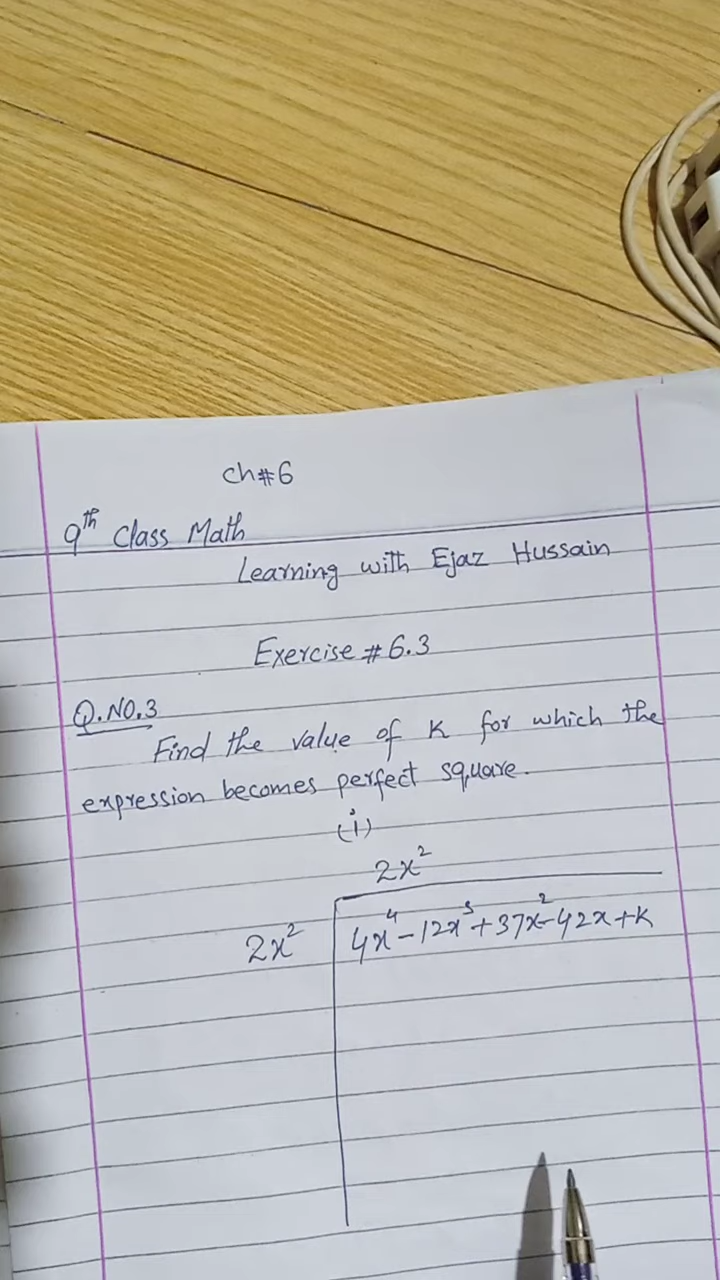 ch#6
9th Class Math
Learning with Ejaz Hussain
Exercise # 6.3
Q.NO.3
Find the value of K for which the
expression becomes perfect square.
(i)
2x²
2x² 4x⁴-12x³+37x²-42x+K